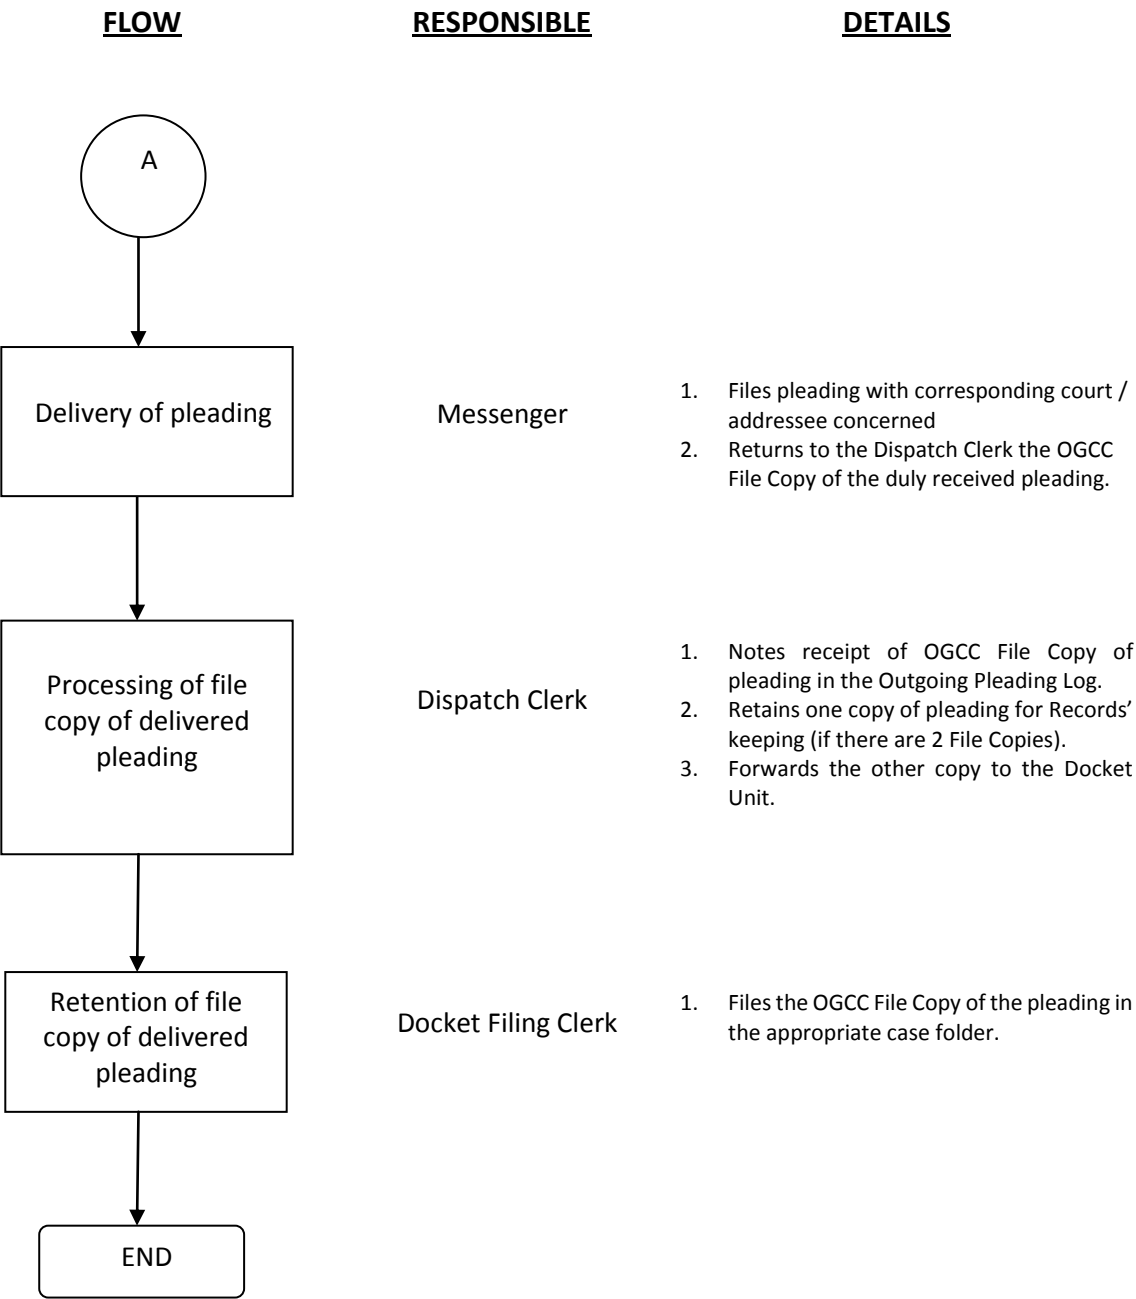 FLOW RESPONSIBLE DETAILS
A
Delivery of pleading
Messenger
1. Files pleading with corresponding court /
addressee concerned
2. Returns to the Dispatch Clerk the OGCC
File Copy of the duly received pleading.
Processing of file
copy of delivered
pleading
Dispatch Clerk
1. Notes receipt of OGCC File Copy of
pleading in the Outgoing Pleading Log.
2. Retains one copy of pleading for Records’
keeping (if there are 2 File Copies).
3. Forwards the other copy to the Docket
Unit.
Retention of file
copy of delivered
pleading
Docket Filing Clerk
1. Files the OGCC File Copy of the pleading in
the appropriate case folder.
END